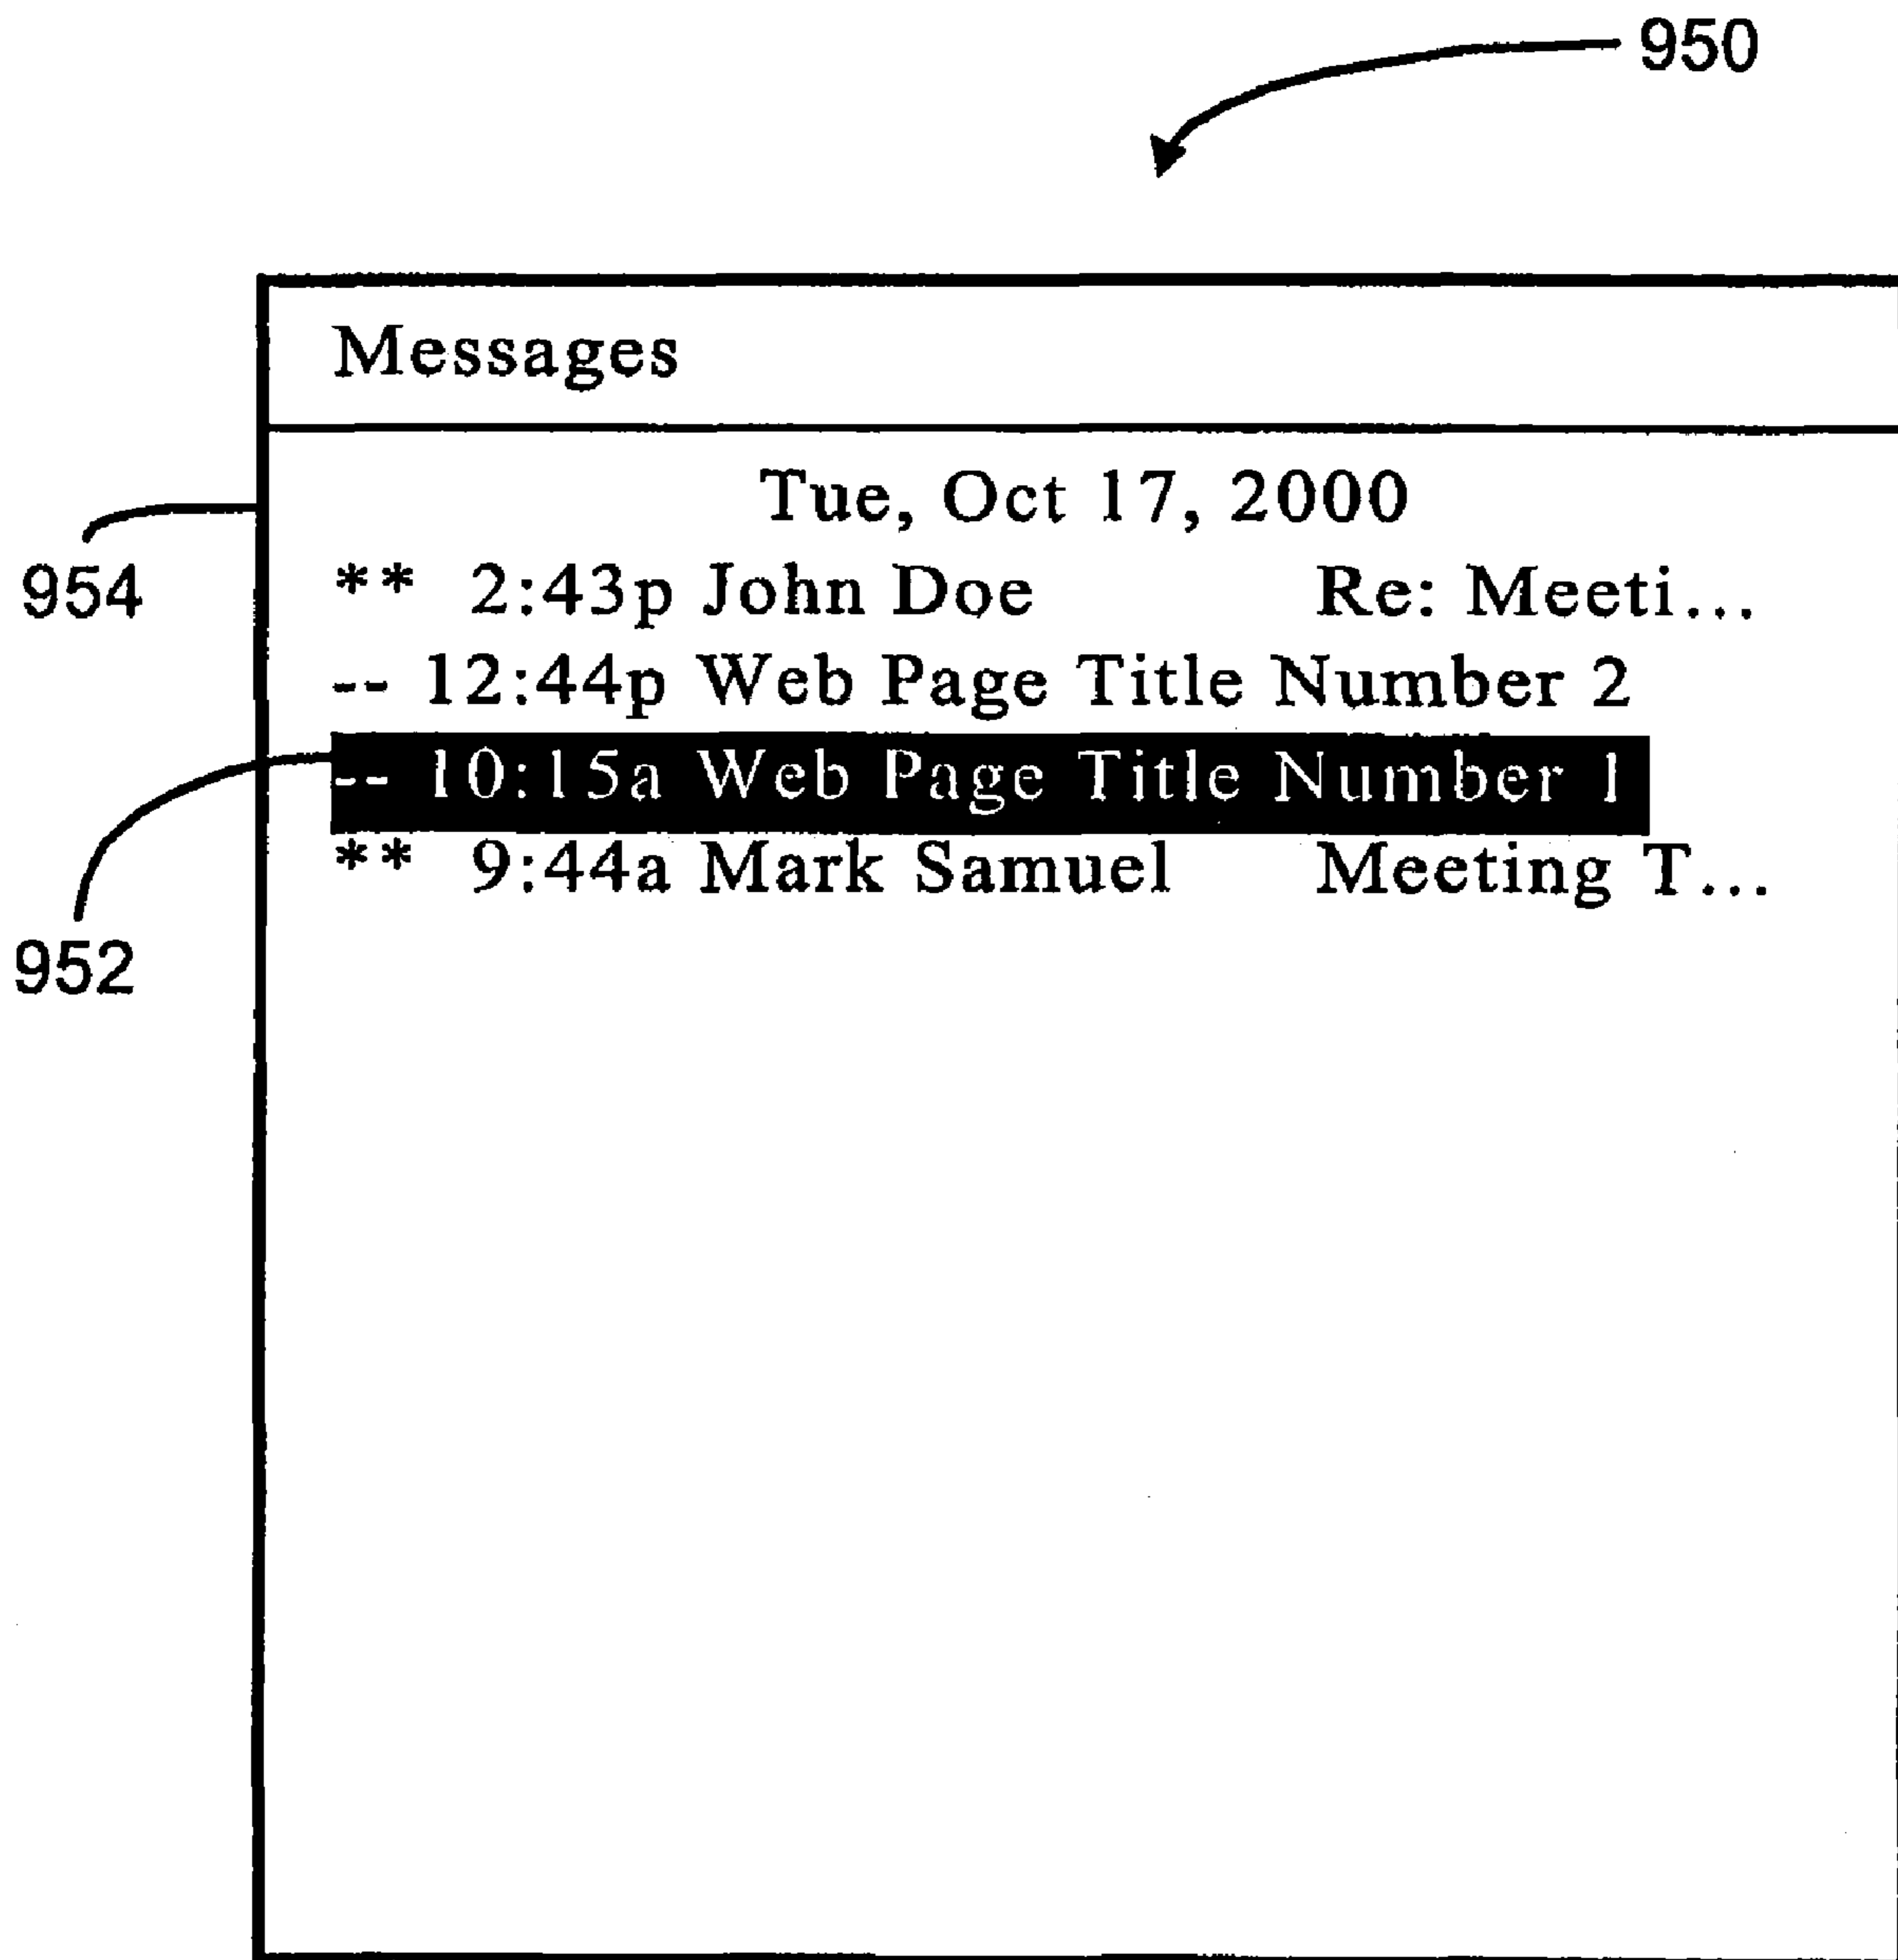 950
Messages
Tue, Oct 17, 2000
954
** 2:43p John Doe Re: Meeti...
-- 12:44p Web Page Title Number 2
-- 10:15a Web Page Title Number 1
** 9:44a Mark Samuel Meeting T...
952